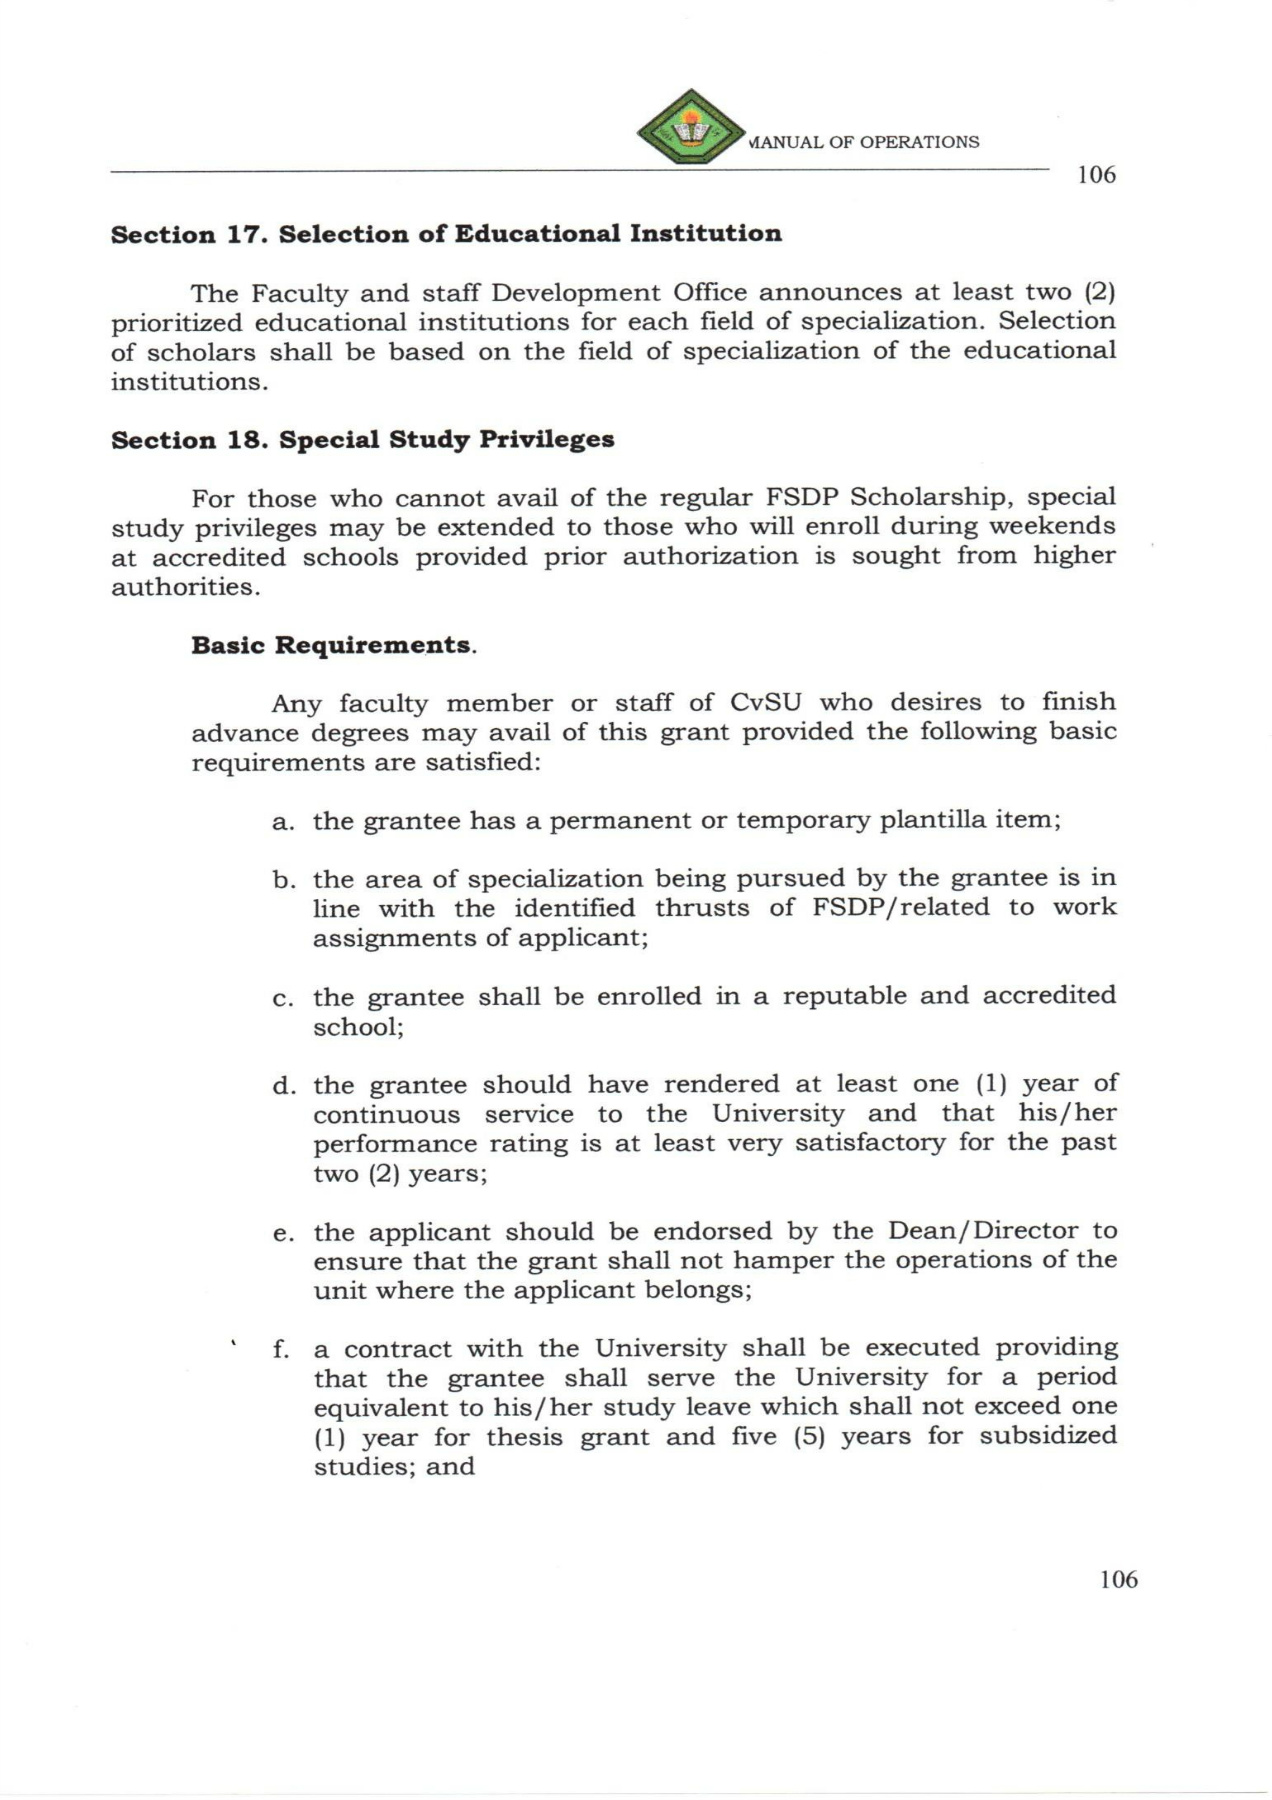 MANUAL OF OPERATIONS
106
Section 17. Selection of Educational Institution
The Faculty and staff Development Office announces at least two (2)
prioritized educational institutions for each field of specialization. Selection
of scholars shall be based on the field of specialization of the educational
institutions.
Section 18. Special Study Privileges
For those who cannot avail of the regular FSDP Scholarship, special
study privileges may be extended to those who will enroll during weekends
at accredited schools provided prior authorization is sought from higher
authorities.
Basic Requirements.
Any faculty member or staff of CvSU who desires to finish
advance degrees may avail of this grant provided the following basic
requirements are satisfied:
a. the grantee has a permanent or temporary plantilla item;
b. the area of specialization being pursued by the grantee is in
line with the identified thrusts of FSDP/related to work
assignments of applicant;
c. the grantee shall be enrolled in a reputable and accredited
school;
d. the grantee should have rendered at least one (1) year of
continuous service to the University and that his/her
performance rating is at least very satisfactory for the past
two (2) years;
e. the applicant should be endorsed by the Dean/Director to
ensure that the grant shall not hamper the operations of the
unit where the applicant belongs;
f. a contract with the University shall be executed providing
that the grantee shall serve the University for a period
equivalent to his/her study leave which shall not exceed one
(1) year for thesis grant and five (5) years for subsidized
studies; and
106